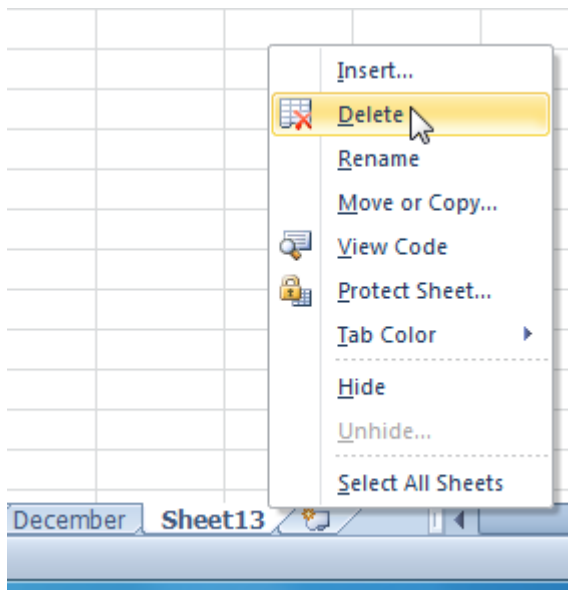 Insert...
Delete
Rename
Move or Copy...
View Code
Protect Sheet...
Tab Color
Hide
Unhide...
Select All Sheets
December Sheet13